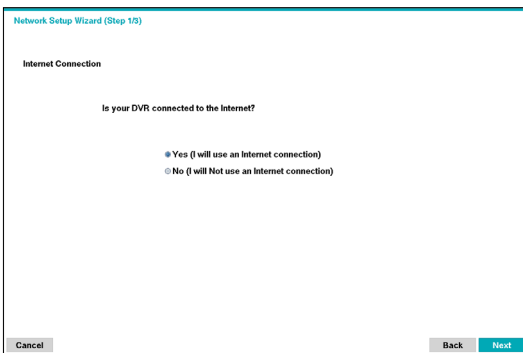 Network Setup Wizard (Step 1/3)
Internet Connection
Is your DVR connected to the Internet?
Yes (I will use an Internet connection)
No (I will Not use an Internet connection)
Cancel Back Next